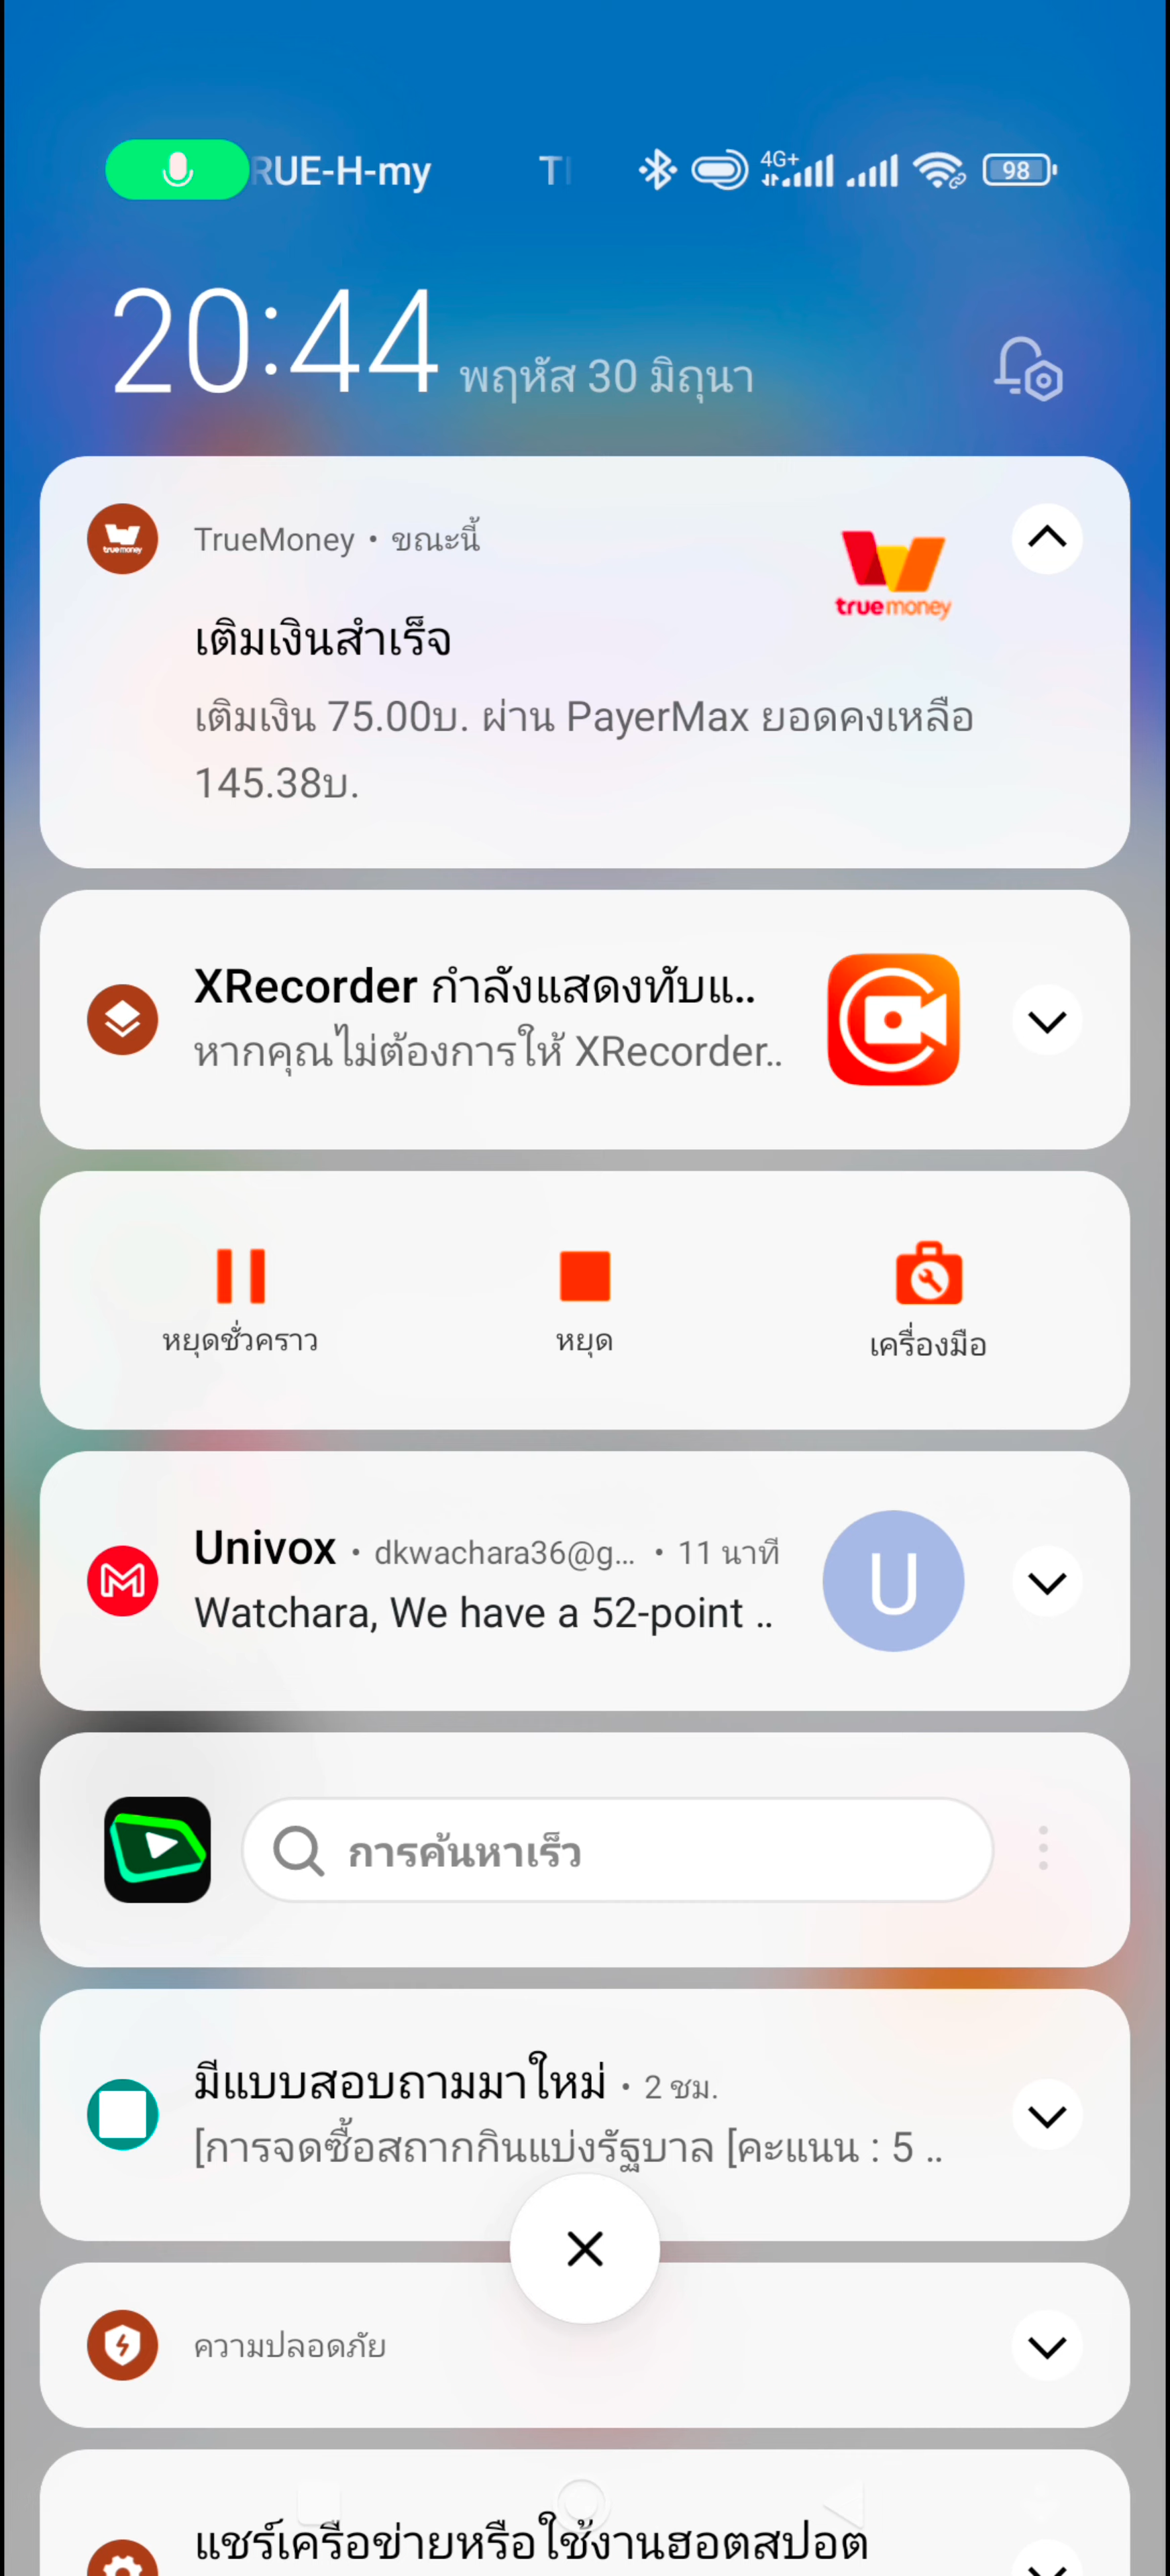 RUE-H-my
4G+
98
20:44 พฤหัส 30 มิถุนา
TrueMoney • ขณะนี้
truemoney
truemoney
เติมเงินสำเร็จ
เติมเงิน 75.00บ. ผ่าน PayerMax ยอดคงเหลือ
145.38บ.
XRecorder กำลังแสดงทับแ..
หากคุณไม่ต้องการให้ XRecorder..
หยุดชั่วคราว
หยุด
เครื่องมือ
Univox • dkwachara36@g... • 11 นาที
U
Watchara, We have a 52-point ..
การค้นหาเร็ว
มีแบบสอบถามมาใหม่ • 2 ชม.
[การจดซื้อสถากกินแบ่งรัฐบาล [คะแนน : 5 ..
ความปลอดภัย
แชร์เครือข่ายหรือใช้งานฮอตสปอต